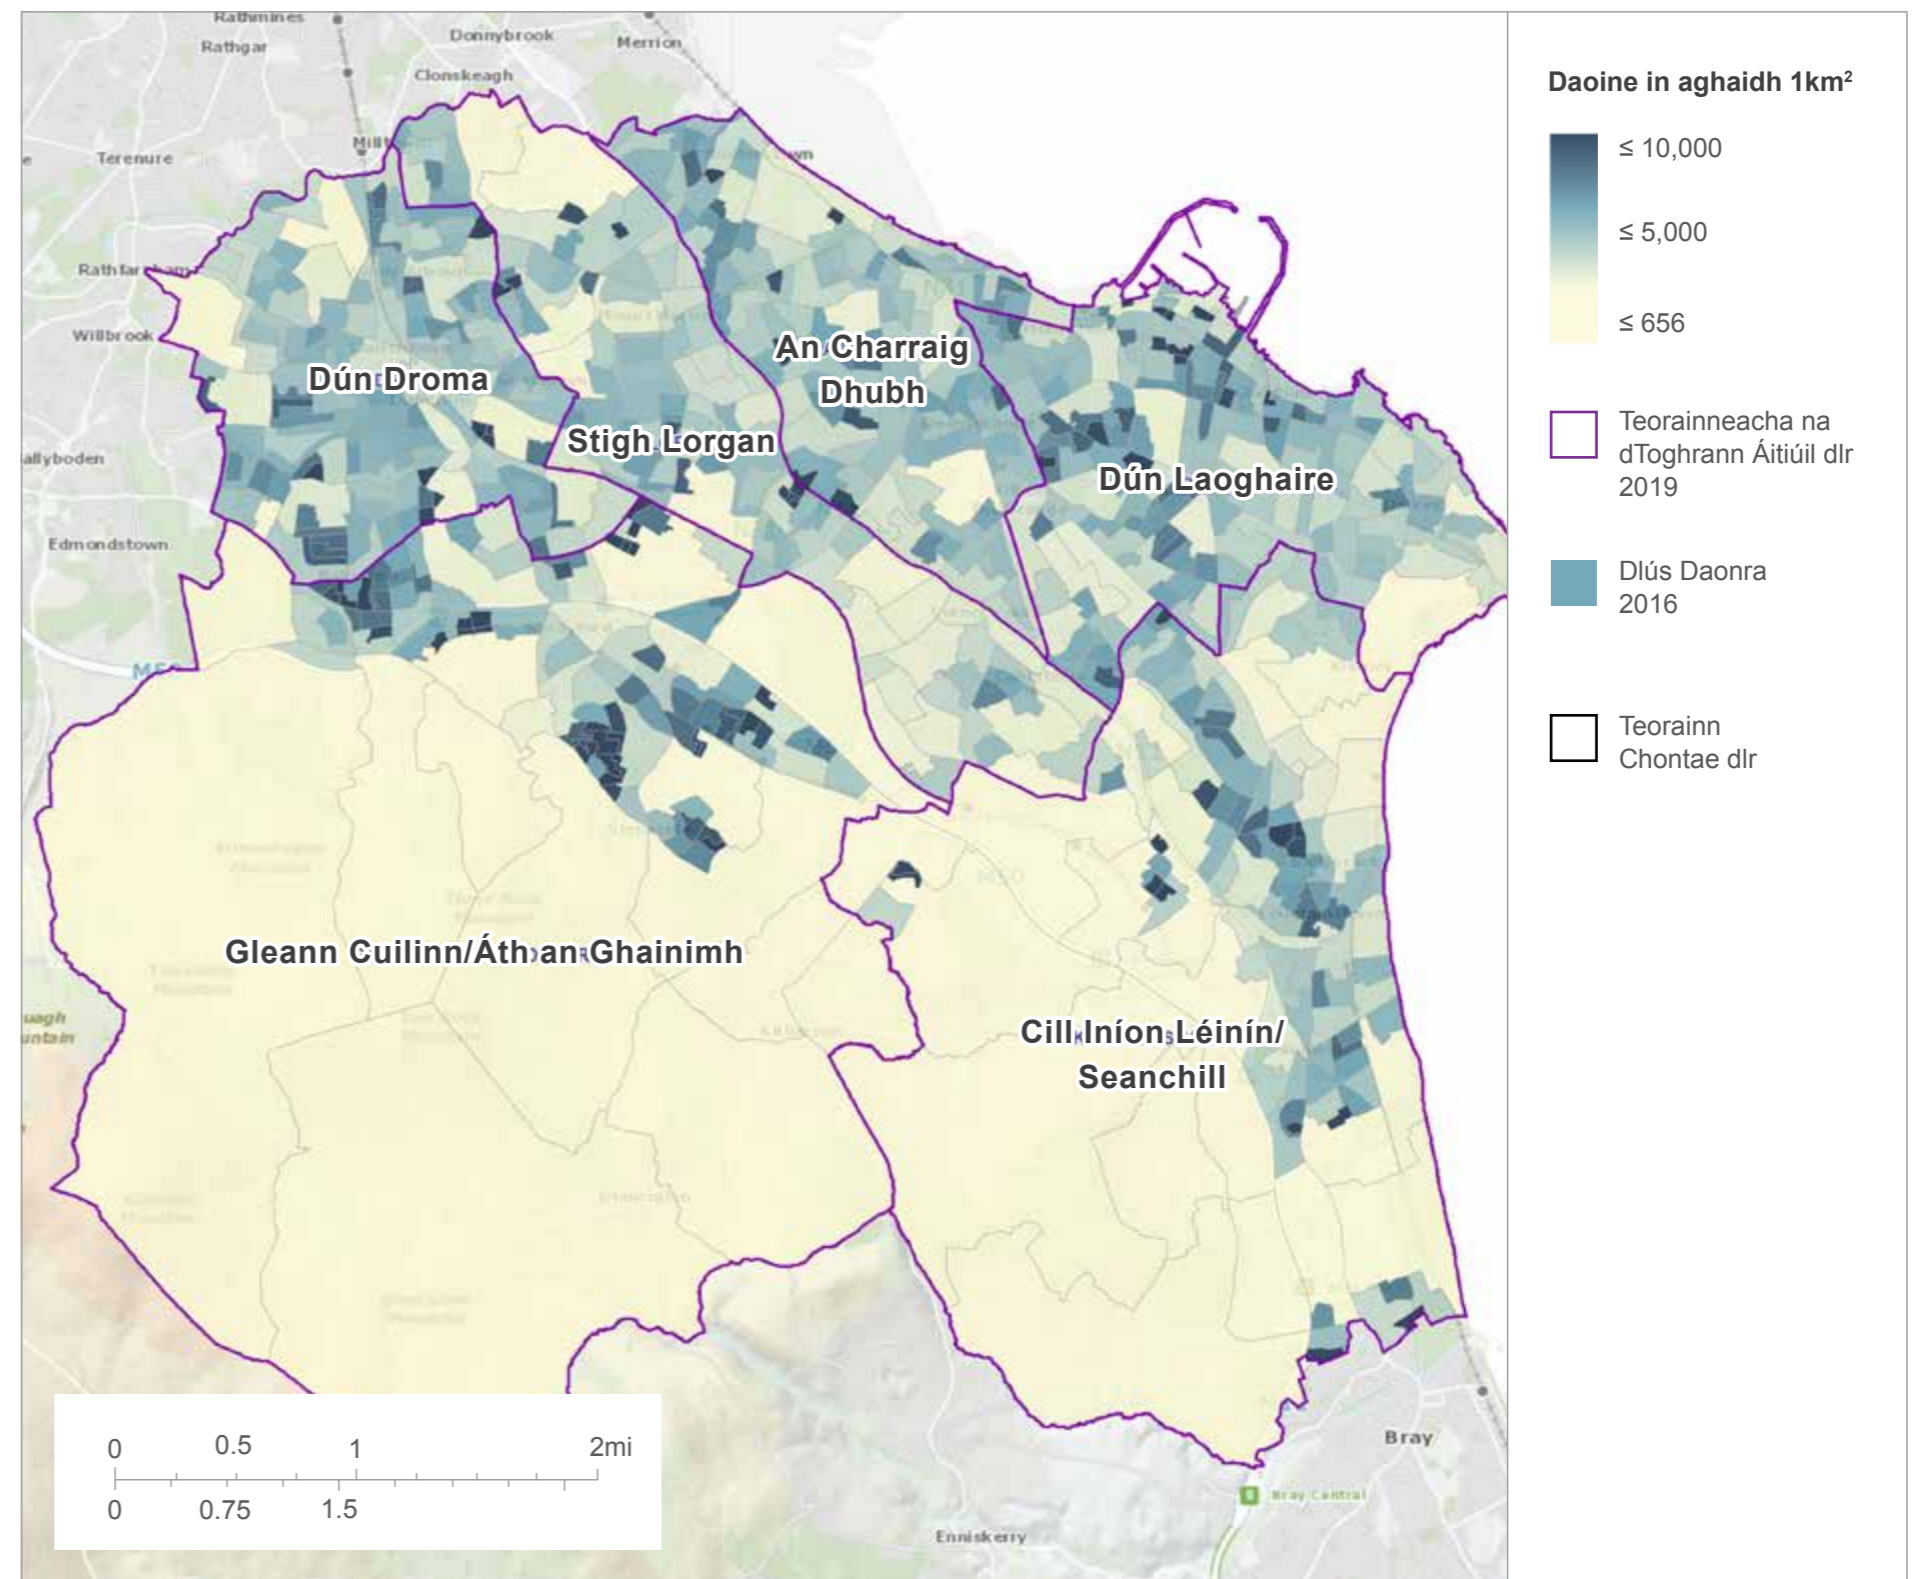 Rathmines
Rathgar
Donnybrook
Merrion
Clonskeagh
Terenure
Willbrook
Edmondstown
An Charraig
Dhubh
Dún Droma
Stigh Lorgan
Dún Laoghaire
Gleann Cuilinn/Áth an Ghainimh
Cill Iníon Léinín/
Seanchill
M50
Bray
Bray Central
Enniskerry
0 0.5 1 2mi
0 0.75 1.5
Daoine in aghaidh 1km²
≤ 10,000
≤ 5,000
≤ 656
Teorainneacha na
dToghrann Áitiúil dlr
2019
Dlús Daonra
2016
Teorainn
Chontae dlr